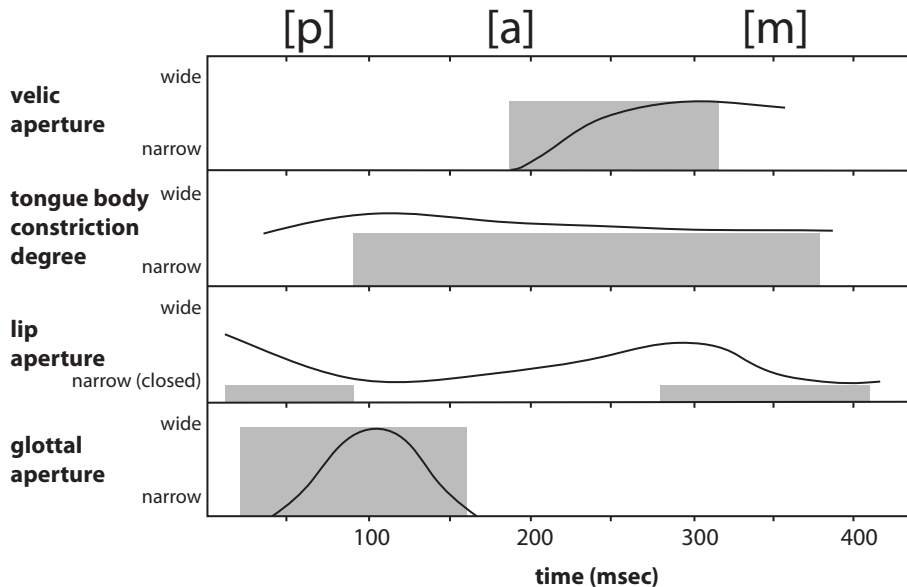 [p] [a] [m]
wide
velic
aperture
narrow
wide
tongue body
constriction
degree
narrow
wide
lip
aperture
narrow (closed)
wide
glottal
aperture
narrow
100 200 300 400
time (msec)